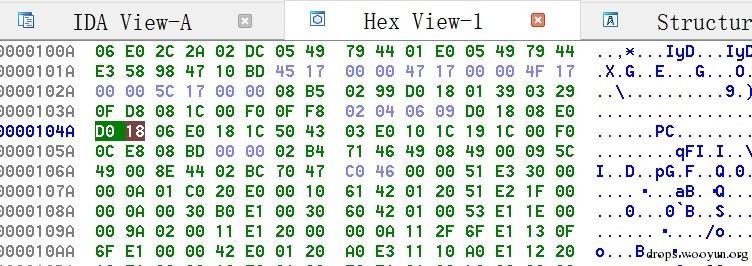 IDA View-A Hex View-1 A Structur
0000100A 06 E0 2C 2A 02 DC 05 49 79 44 01 E0 05 49 79 44 ..,*...IyD...IyD
0000101A E3 58 98 47 10 BD 45 17 00 00 47 17 00 00 4F 17 .X.G..E...G...O.
0000102A 00 00 5C 17 00 00 08 B5 02 99 D0 18 01 39 03 29 ..\..........9.)
0000103A 0F D8 08 1C 00 F0 0F F8 02 04 06 09 D0 18 08 E0 ................
0000104A D0 18 06 E0 18 1C 50 43 03 E0 10 1C 19 1C 00 F0 ......PC........
0000105A 0C E8 08 BD 00 00 02 B4 71 46 49 08 49 00 09 5C ........qFI.I..\
0000106A 49 00 8E 44 02 BC 70 47 C0 46 00 00 51 E3 30 00 I..D..pG.F..Q.0.
0000107A 00 0A 01 C0 20 E0 00 10 61 42 01 20 51 E2 1F 00 .... ...aB. Q...
0000108A 00 0A 00 30 B0 E1 00 30 60 42 01 00 53 E1 1E 00 ...0...0`B..S...
0000109A 00 9A 02 00 11 E1 20 00 00 0A 11 2F 6F E1 13 0F ...... ..../o...
000010AA 6F E1 00 00 42 E0 01 20 A0 E3 11 10 A0 E1 12 20 o...B..
drops.wooyun.org